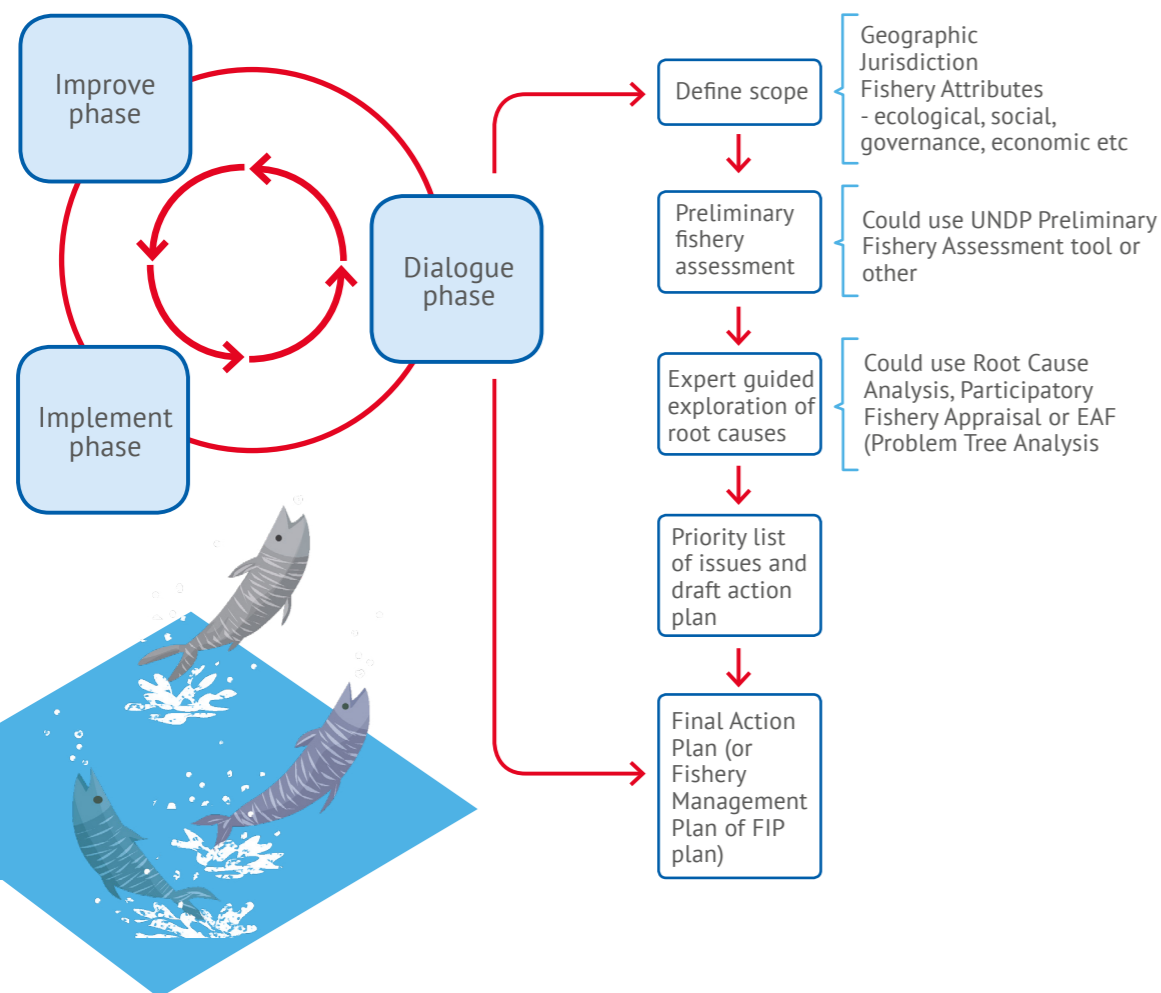 Improve
phase
Dialogue
phase
Implement
phase
Define scope
Geographic
Jurisdiction
Fishery Attributes
- ecological, social,
governance, economic etc
Preliminary
fishery
assessment
Could use UNDP Preliminary
Fishery Assessment tool or
other
Expert guided
exploration of
root causes
Could use Root Cause
Analysis, Participatory
Fishery Appraisal or EAF
(Problem Tree Analysis
Priority list
of issues and
draft action
plan
Final Action
Plan (or
Fishery
Management
Plan of FIP
plan)